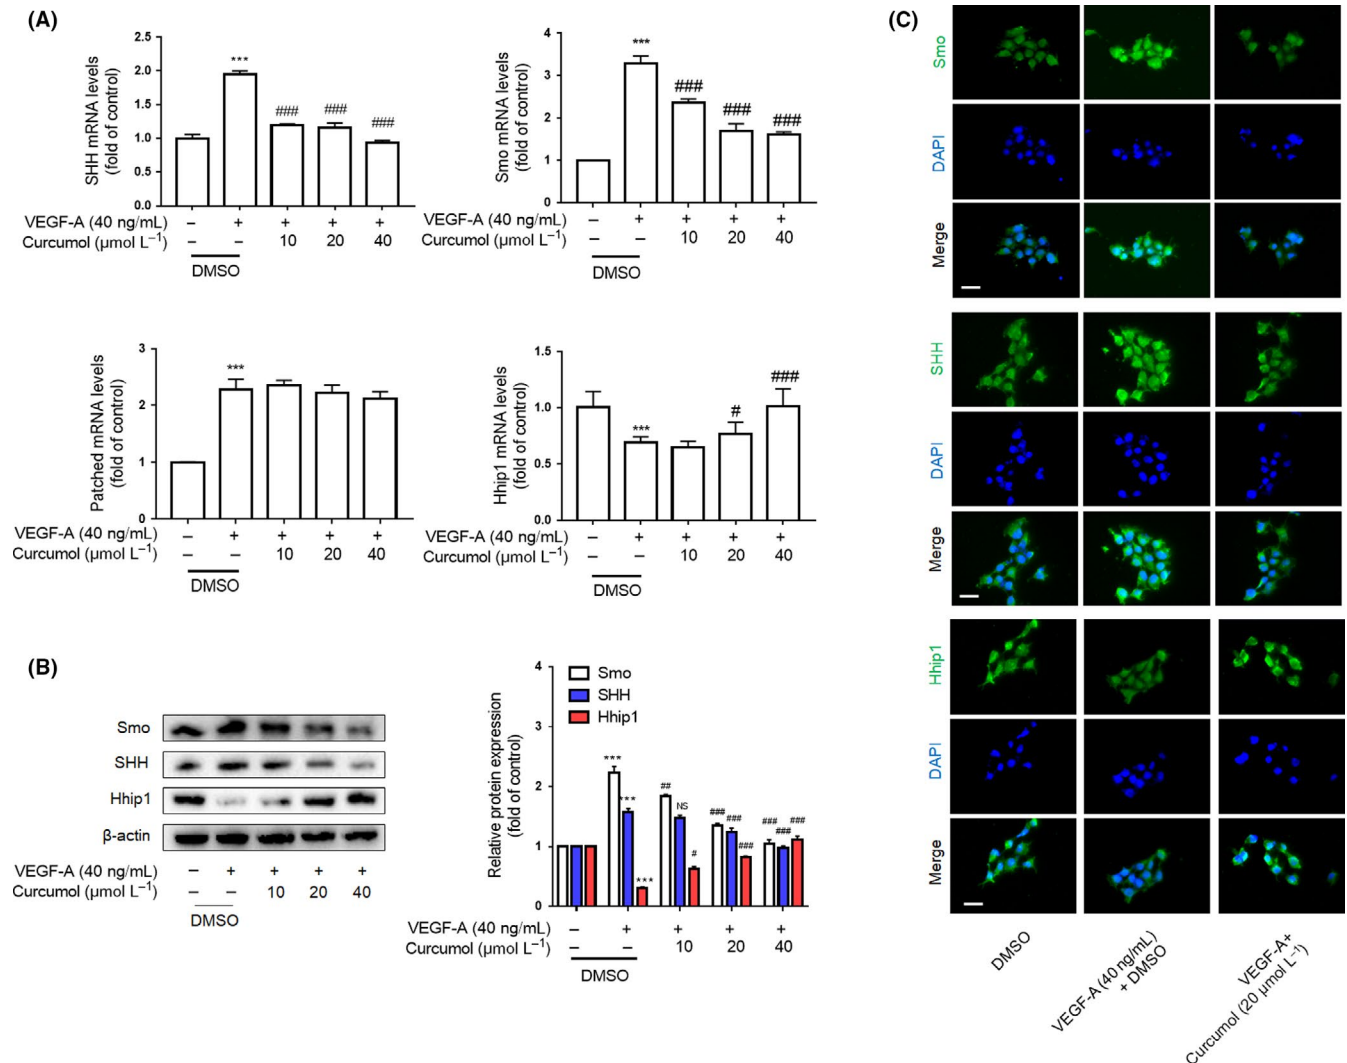 (A)
SHH mRNA levels
(fold of control)
2.5
2.0
1.5
1.0
0.5
0.0
***
###
###
###
VEGF-A (40 ng/mL) – + + + +
Curcumol (µmol L–1) – – 10 20 40
DMSO
Smo mRNA levels
(fold of control)
4
3
2
1
0
***
###
###
###
VEGF-A (40 ng/mL) – + + + +
Curcumol (µmol L–1) – – 10 20 40
DMSO
Patched mRNA levels
(fold of control)
3
2
1
0
***
VEGF-A (40 ng/mL) – + + + +
Curcumol (µmol L–1) – – 10 20 40
DMSO
Hhip1 mRNA levels
(fold of control)
1.5
1.0
0.5
0.0
***
#
###
VEGF-A (40 ng/mL) – + + + +
Curcumol (µmol L–1) – – 10 20 40
DMSO
(B)
Smo
SHH
Hhip1
β-actin
VEGF-A (40 ng/mL) – + + + +
Curcumol (µmol L–1) – – 10 20 40
DMSO
Relative protein expression
(fold of control)
4
3
2
1
0
Smo
SHH
Hhip1
***
***
***
##
NS
#
###
###
###
###
###
###
VEGF-A (40 ng/mL) – + + + +
Curcumol (µmol L–1) – – 10 20 40
DMSO
(C)
Smo
DAPI
Merge
SHH
DAPI
Merge
Hhip1
DAPI
Merge
DMSO
VEGF-A (40 ng/mL)
+ DMSO
VEGF-A+
Curcumol (20 µmol L–1)